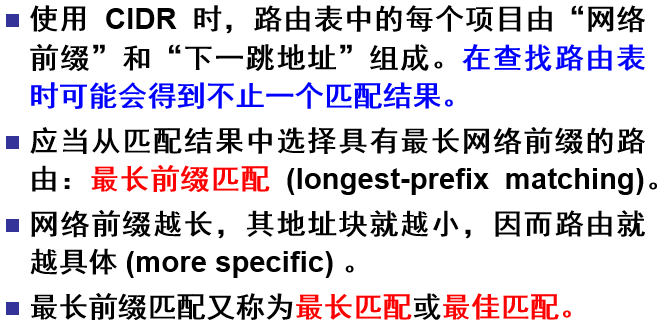 使用 CIDR 时，路由表中的每个项目由“网络
前缀”和“下一跳地址”组成。在查找路由表
时可能会得到不止一个匹配结果。
应当从匹配结果中选择具有最长网络前缀的路
由：最长前缀匹配 (longest-prefix matching)。
网络前缀越长，其地址块就越小，因而路由就
越具体 (more specific) 。
最长前缀匹配又称为最长匹配或最佳匹配。